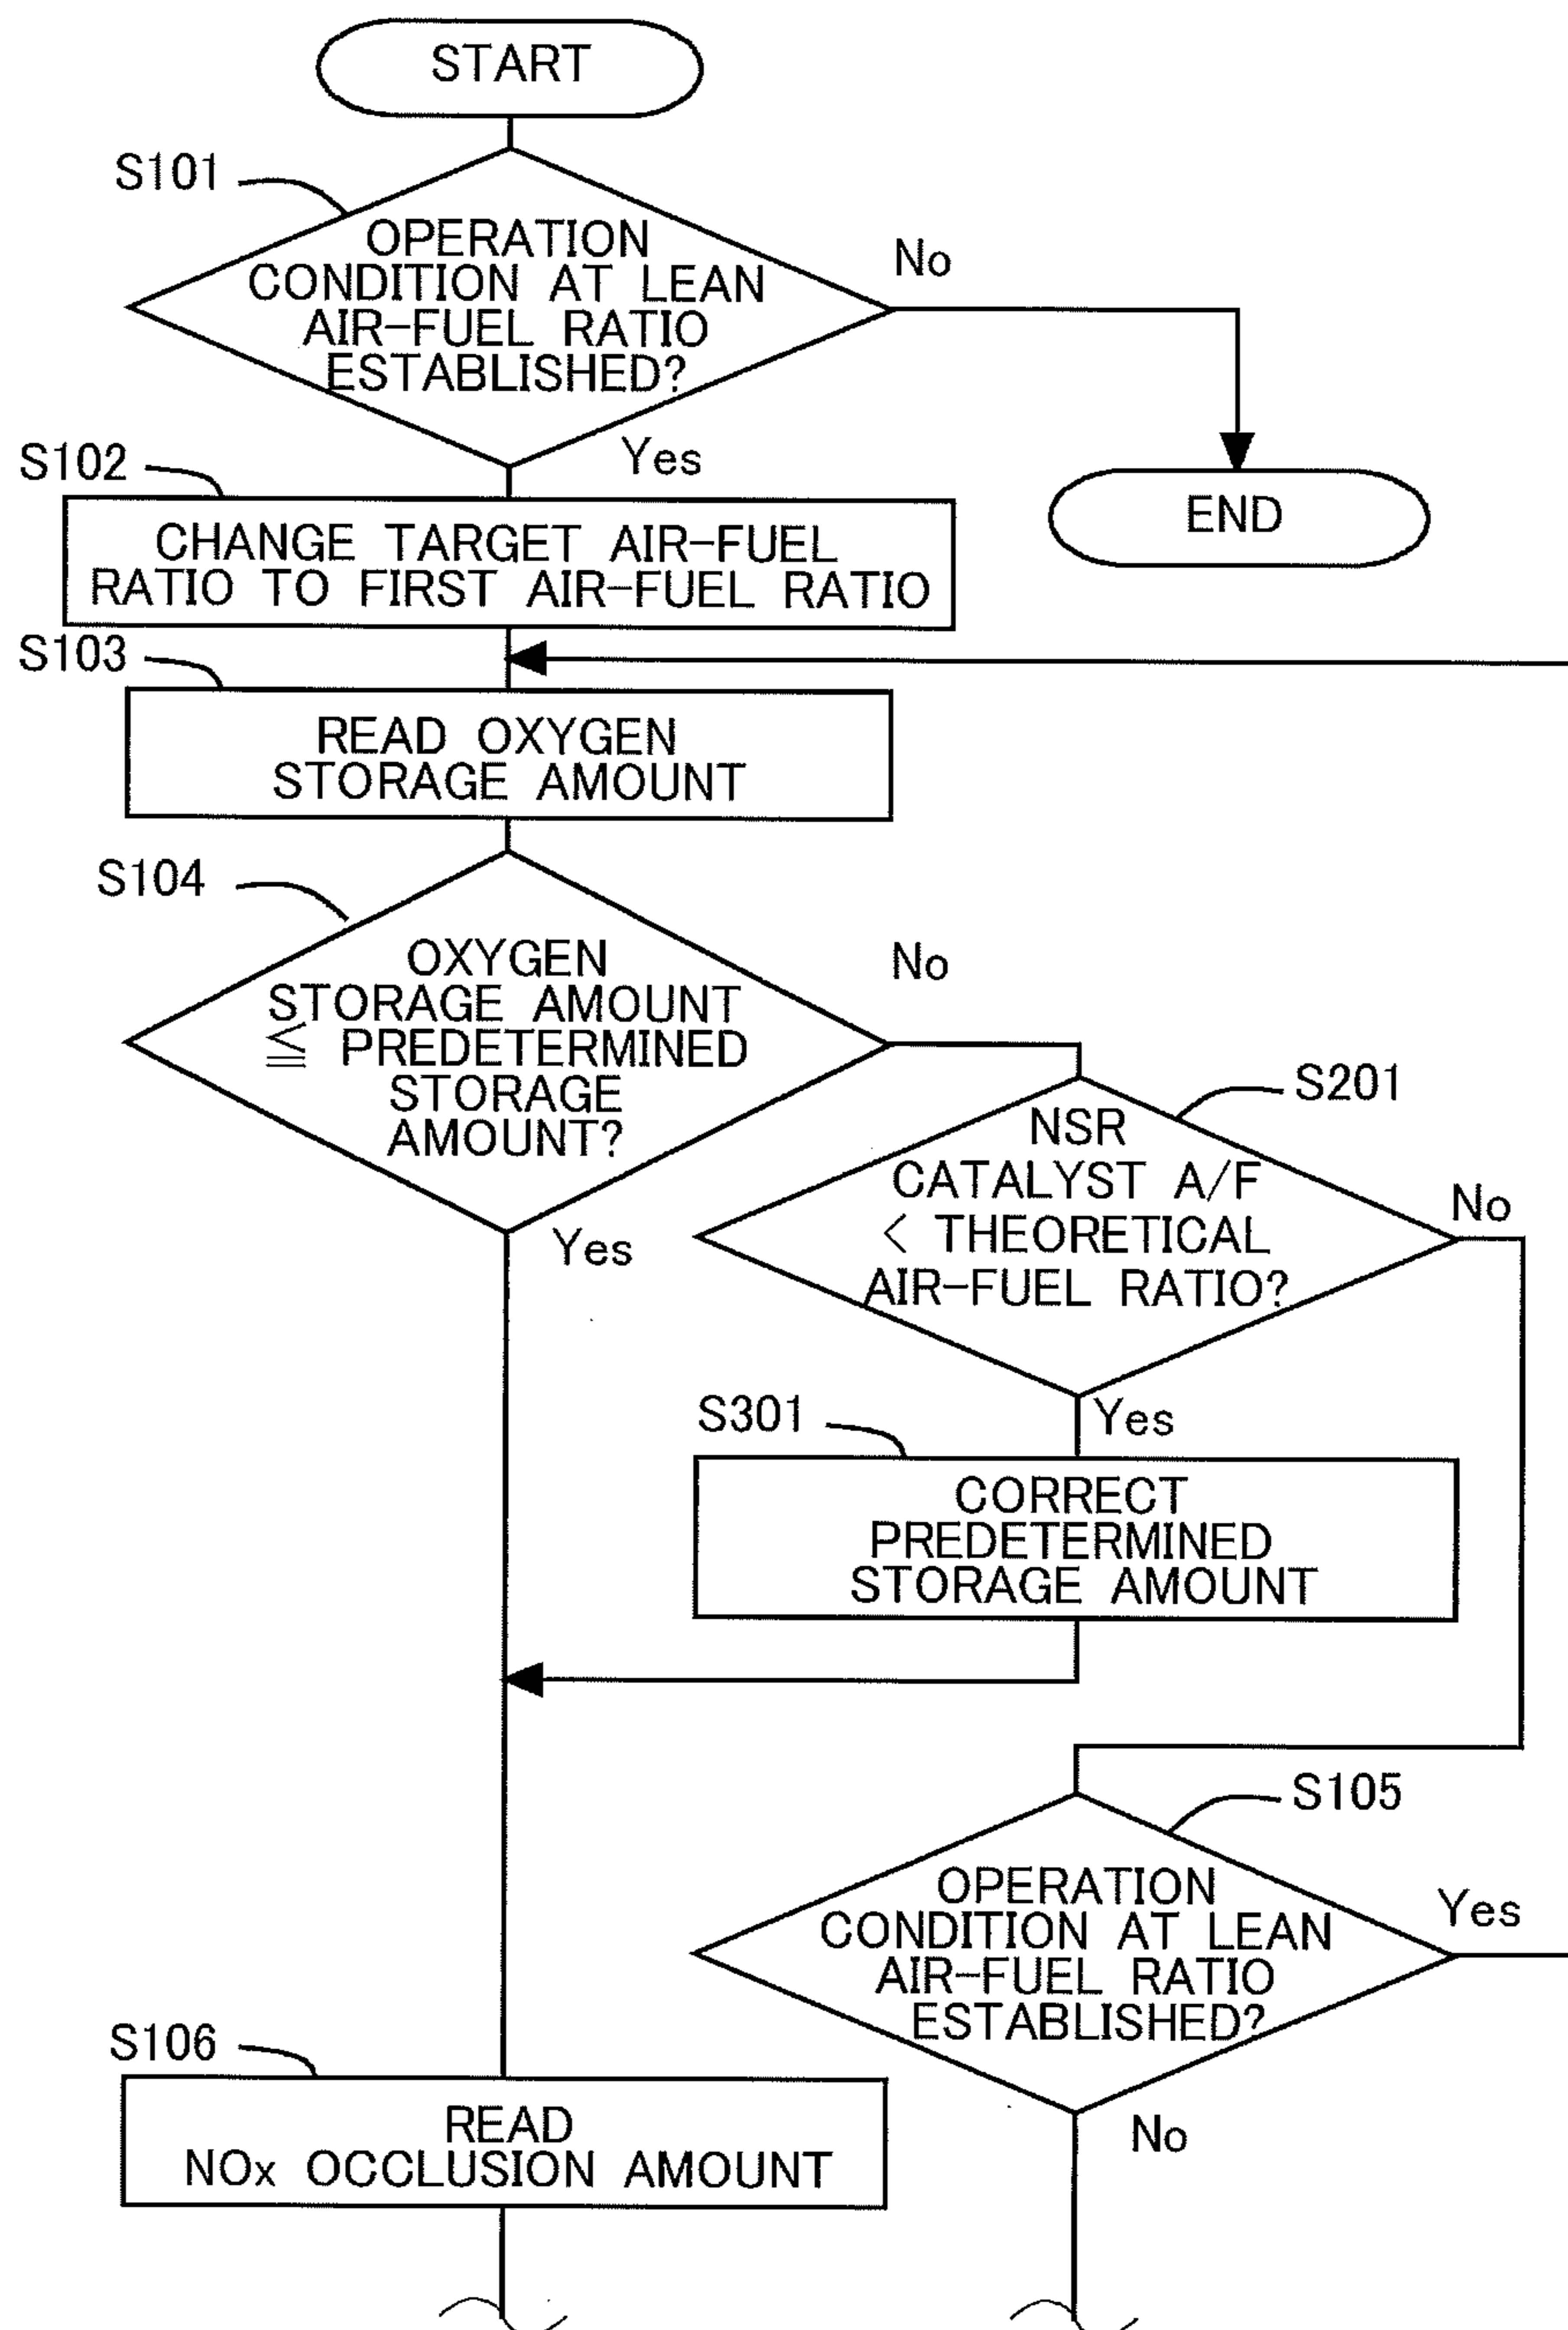 START
S101
OPERATION
CONDITION AT LEAN
AIR-FUEL RATIO
ESTABLISHED?
No
Yes
END
S102
CHANGE TARGET AIR-FUEL
RATIO TO FIRST AIR-FUEL RATIO
S103
READ OXYGEN
STORAGE AMOUNT
S104
OXYGEN
STORAGE AMOUNT
≦ PREDETERMINED
STORAGE
AMOUNT?
No
Yes
S201
NSR
CATALYST A/F
< THEORETICAL
AIR-FUEL RATIO?
No
Yes
S301
CORRECT
PREDETERMINED
STORAGE AMOUNT
S105
OPERATION
CONDITION AT LEAN
AIR-FUEL RATIO
ESTABLISHED?
Yes
No
S106
READ
NOx OCCLUSION AMOUNT